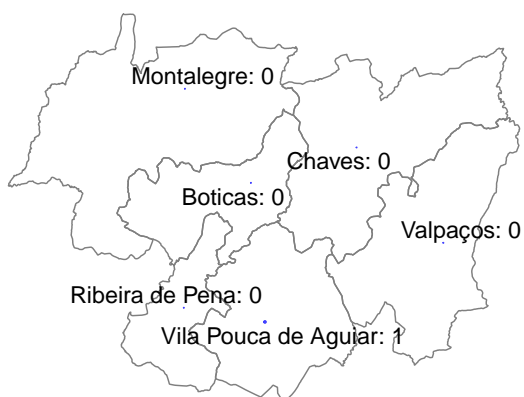 Montalegre: 0
Chaves: 0
Boticas: 0
Valpaços: 0
Ribeira de Pena: 0
Vila Pouca de Aguiar: 1